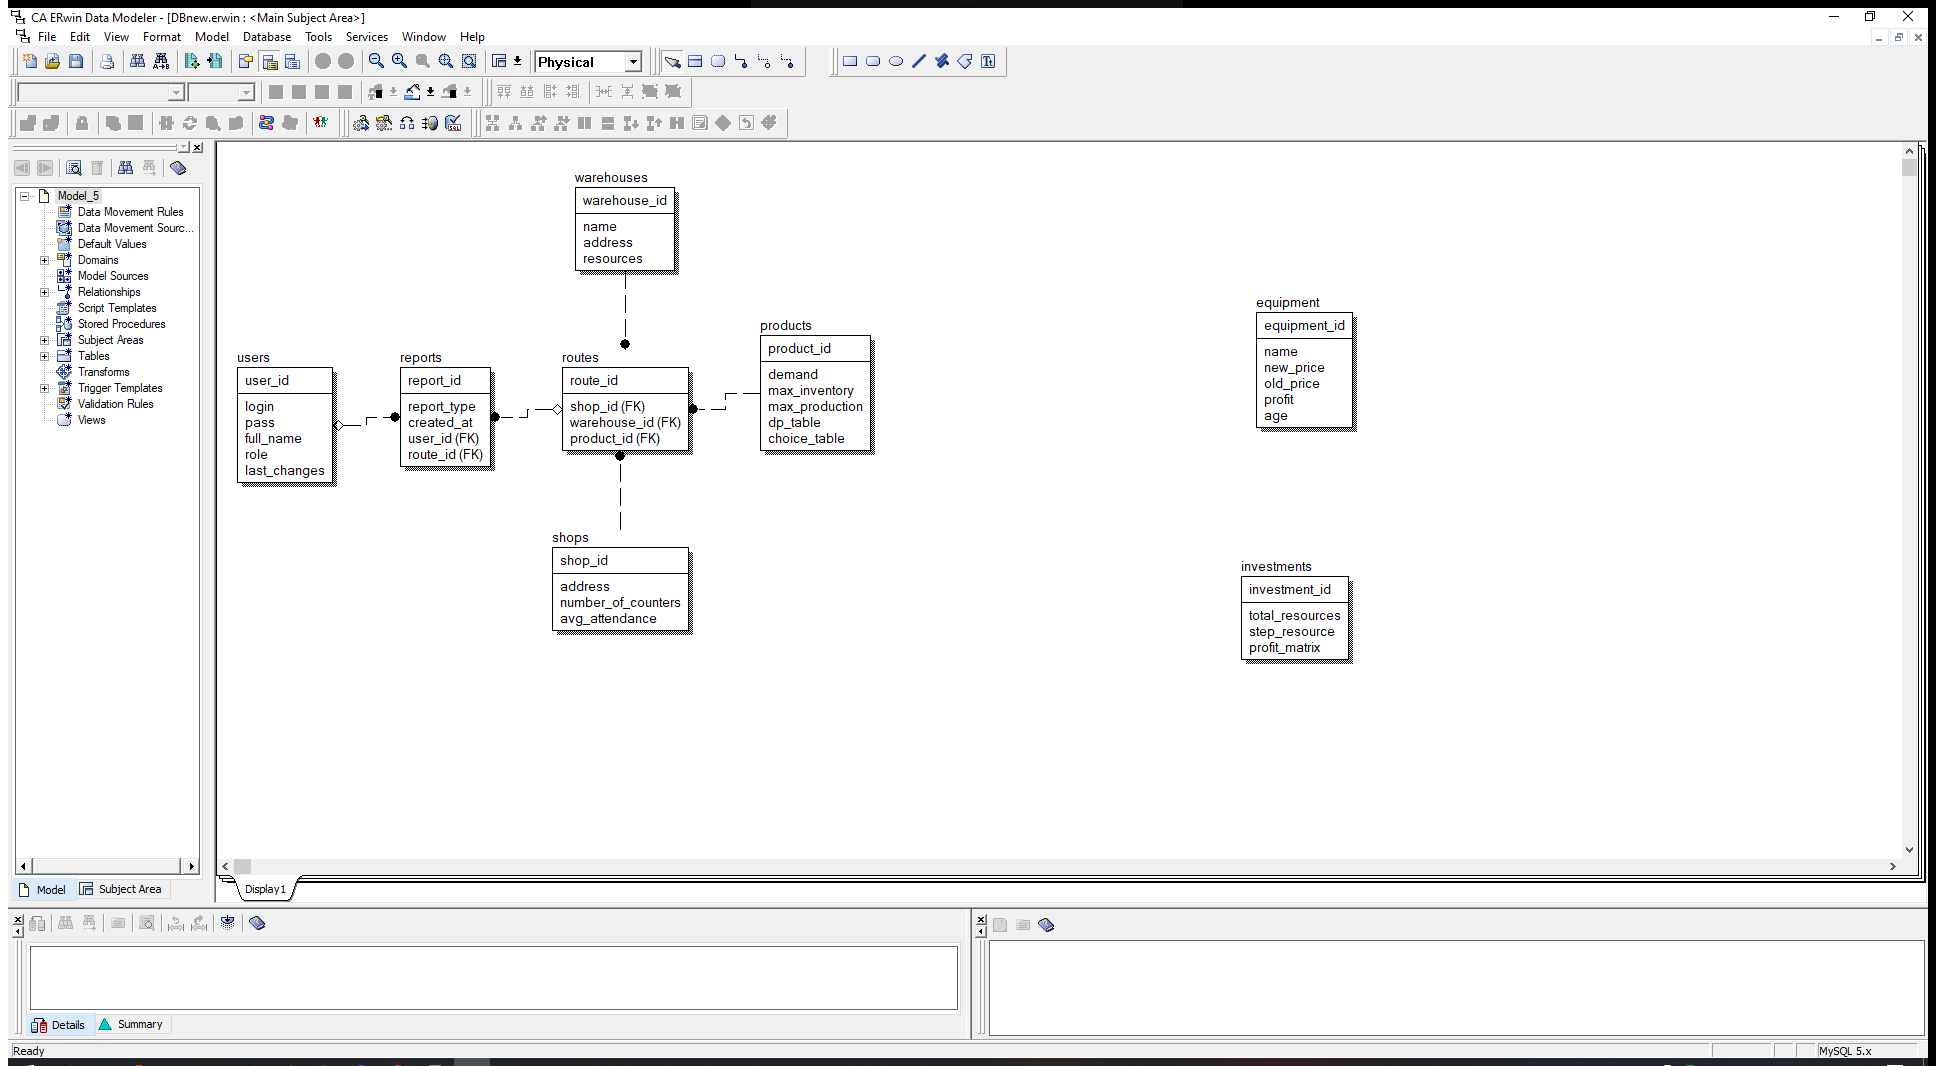 CA ERwin Data Modeler - [DBnew.erwin : <Main Subject Area>]
File Edit View Format Model Database Tools Services Window Help
Physical
Model_5
Data Movement Rules
Data Movement Sourc...
Default Values
Domains
Model Sources
Relationships
Script Templates
Stored Procedures
Subject Areas
Tables
Transforms
Trigger Templates
Validation Rules
Views
Model Subject Area
warehouses
warehouse_id
name
address
resources
users
user_id
login
pass
full_name
role
last_changes
reports
report_id
report_type
created_at
user_id (FK)
route_id (FK)
routes
route_id
shop_id (FK)
warehouse_id (FK)
product_id (FK)
products
product_id
demand
max_inventory
max_production
dp_table
choice_table
shops
shop_id
address
number_of_counters
avg_attendance
equipment
equipment_id
name
new_price
old_price
profit
age
investments
investment_id
total_resources
step_resource
profit_matrix
Display1
Details Summary
Ready
MySQL 5.x